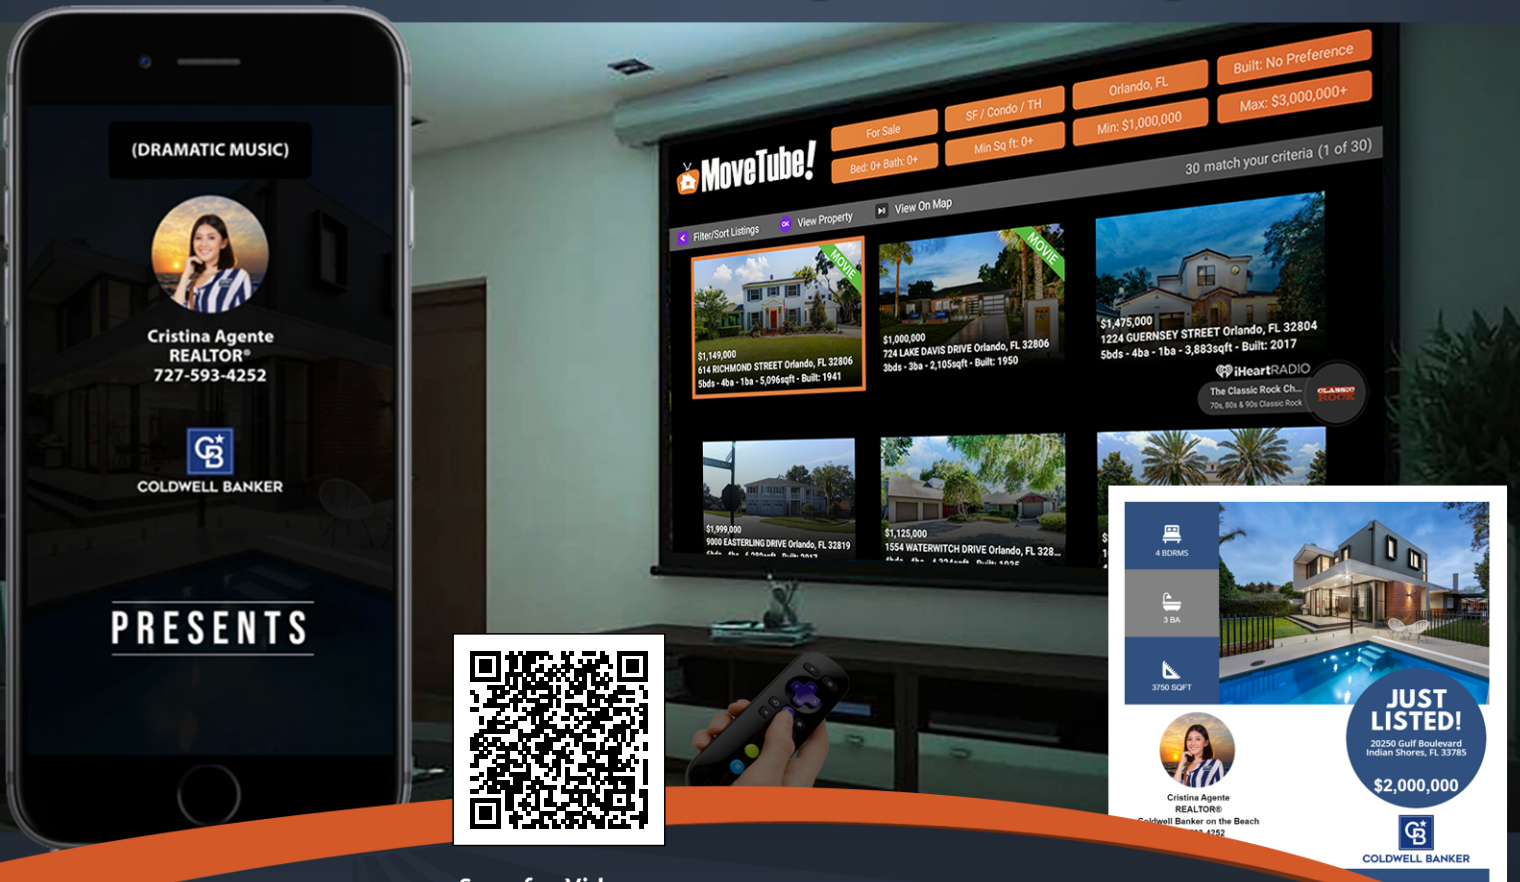 (DRAMATIC MUSIC)
Cristina Agente
REALTOR®
727-593-4252
CB
COLDWELL BANKER
PRESENTS
MoveTube!
For Sale
SF / Condo / TH
Orlando, FL
Built: No Preference
Bed: 0+ Bath: 0+
Min Sq ft: 0+
Min: $1,000,000
Max: $3,000,000+
30 match your criteria (1 of 30)
Filter/Sort Listings
OK View Property
View On Map
MOVIE
$1,149,000
614 RICHMOND STREET Orlando, FL 32806
5bds - 4ba - 1ba - 5,096sqft - Built: 1941
MOVIE
$1,000,000
724 LAKE DAVIS DRIVE Orlando, FL 32806
3bds - 3ba - 2,105sqft - Built: 1950
$1,475,000
1224 GUERNSEY STREET Orlando, FL 32804
5bds - 4ba - 1ba - 3,883sqft - Built: 2017
iHeartRADIO
The Classic Rock Ch...
70s, 80s & 90s Classic Rock
CLASSIC
ROCK
$1,999,000
9000 EASTERLING DRIVE Orlando, FL 32819
$1,125,000
1554 WATERWITCH DRIVE Orlando, FL 328...
4 BDRMS
3 BA
3750 SQFT
JUST
LISTED!
20250 Gulf Boulevard
Indian Shores, FL 33785
$2,000,000
Cristina Agente
REALTOR®
Coldwell Banker on the Beach
CB
COLDWELL BANKER